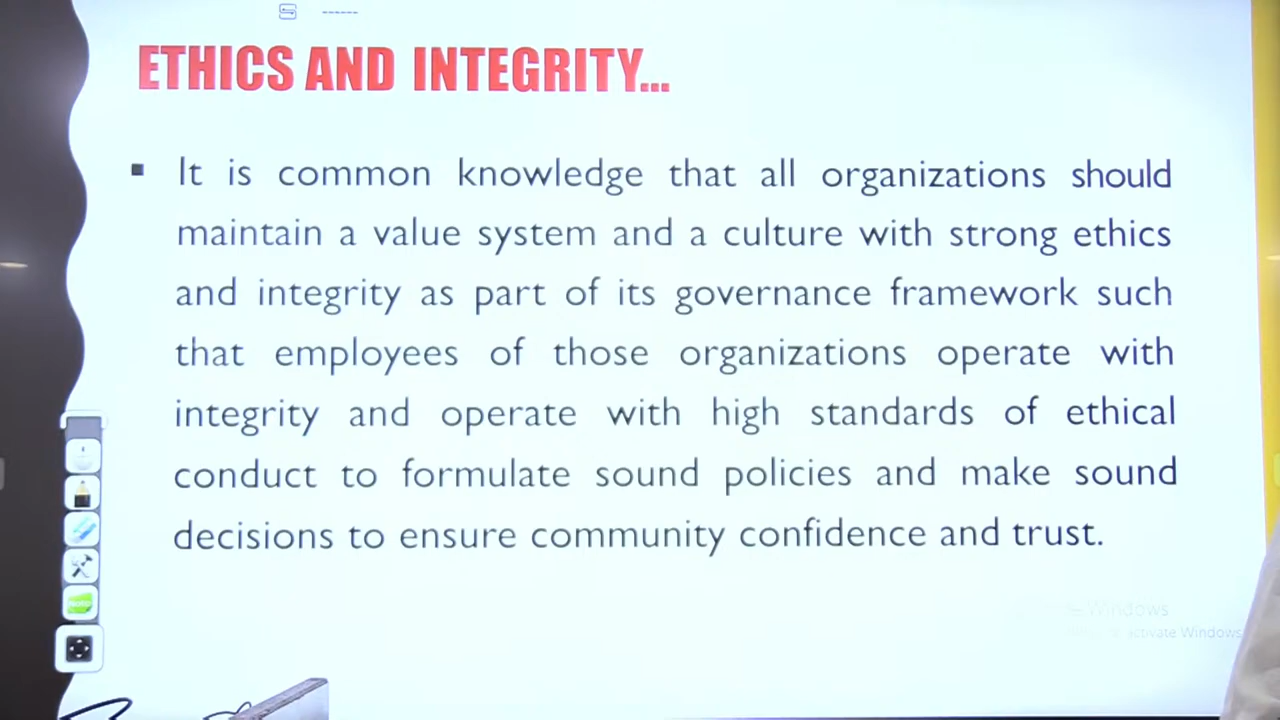 ETHICS AND INTEGRITY...
▪ It is common knowledge that all organizations should
maintain a value system and a culture with strong ethics
and integrity as part of its governance framework such
that employees of those organizations operate with
integrity and operate with high standards of ethical
conduct to formulate sound policies and make sound
decisions to ensure community confidence and trust.
Windows
activate Windows